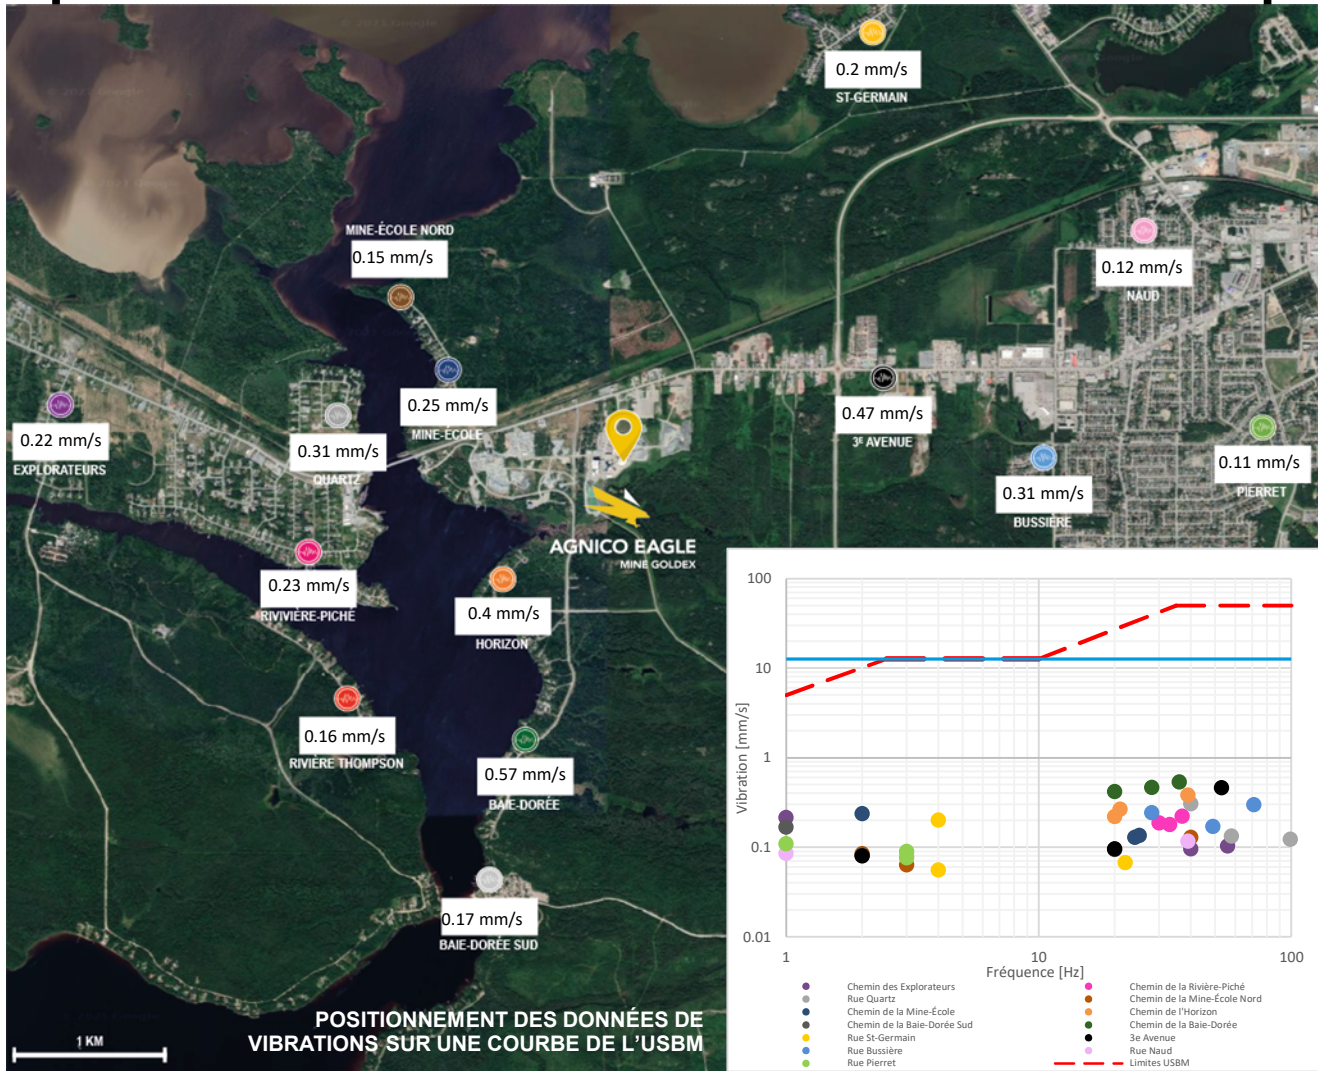 0.2 mm/s
ST-GERMAIN
MINE-ÉCOLE NORD
0.15 mm/s
0.12 mm/s
NAUD
0.25 mm/s
MINE-ÉCOLE
0.22 mm/s
EXPLORATEURS
0.31 mm/s
QUARTZ
0.47 mm/s
3E AVENUE
0.11 mm/s
PIERRET
0.31 mm/s
BUSSIÈRE
AGNICO EAGLE
MINE GOLDEX
0.23 mm/s
RIVIVIÈRE-PICHÉ
0.4 mm/s
HORIZON
0.16 mm/s
RIVIÈRE THOMPSON
0.57 mm/s
BAIE-DORÉE
0.17 mm/s
BAIE-DORÉE SUD
POSITIONNEMENT DES DONNÉES DE
VIBRATIONS SUR UNE COURBE DE L'USBM
1 KM
Vibration [mm/s]
100
10
1
0.1
0.01
1
10
100
Fréquence [Hz]
Chemin des Explorateurs
Chemin de la Rivière-Piché
Rue Quartz
Chemin de la Mine-École Nord
Chemin de la Mine-École
Chemin de l'Horizon
Chemin de la Baie-Dorée Sud
Chemin de la Baie-Dorée
Rue St-Germain
3e Avenue
Rue Bussière
Rue Naud
Rue Pierret
Limites USBM